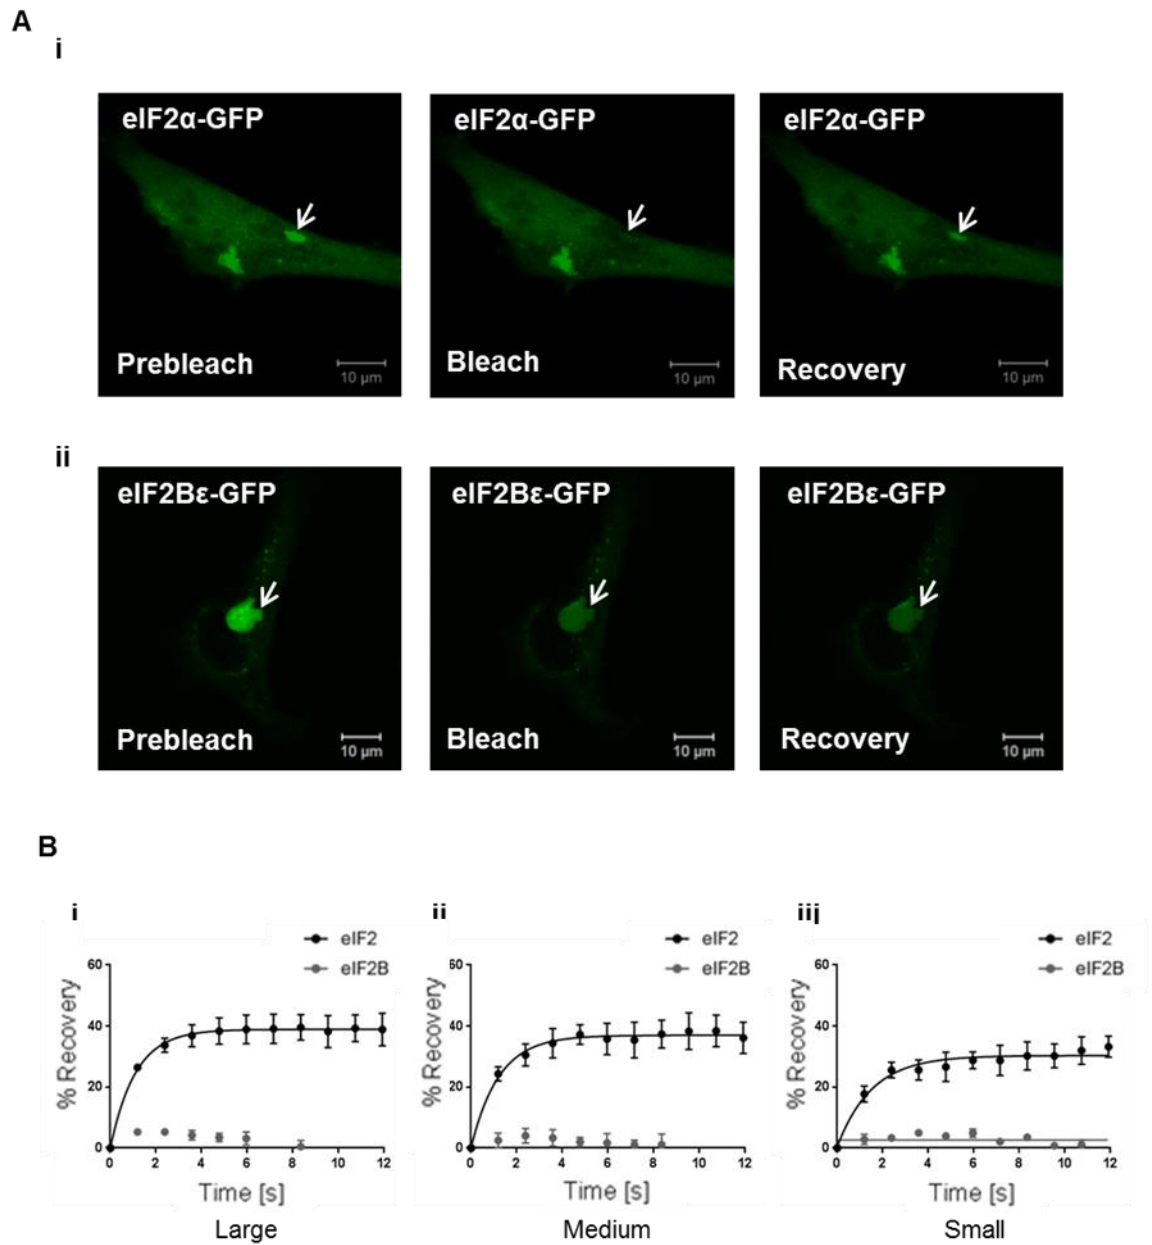 A
i
eIF2α-GFP
eIF2α-GFP
eIF2α-GFP
Prebleach
10 µm
Bleach
10 µm
Recovery
10 µm
ii
eIF2Bε-GFP
eIF2Bε-GFP
eIF2Bε-GFP
Prebleach
10 µm
Bleach
10 µm
Recovery
10 µm
B
i
eIF2
eIF2B
% Recovery
60
40
20
0
0 2 4 6 8 10 12
Time [s]
Large
ii
eIF2
eIF2B
% Recovery
60
40
20
0
0 2 4 6 8 10 12
Time [s]
Medium
iii
eIF2
eIF2B
% Recovery
60
40
20
0
0 2 4 6 8 10 12
Time [s]
Small